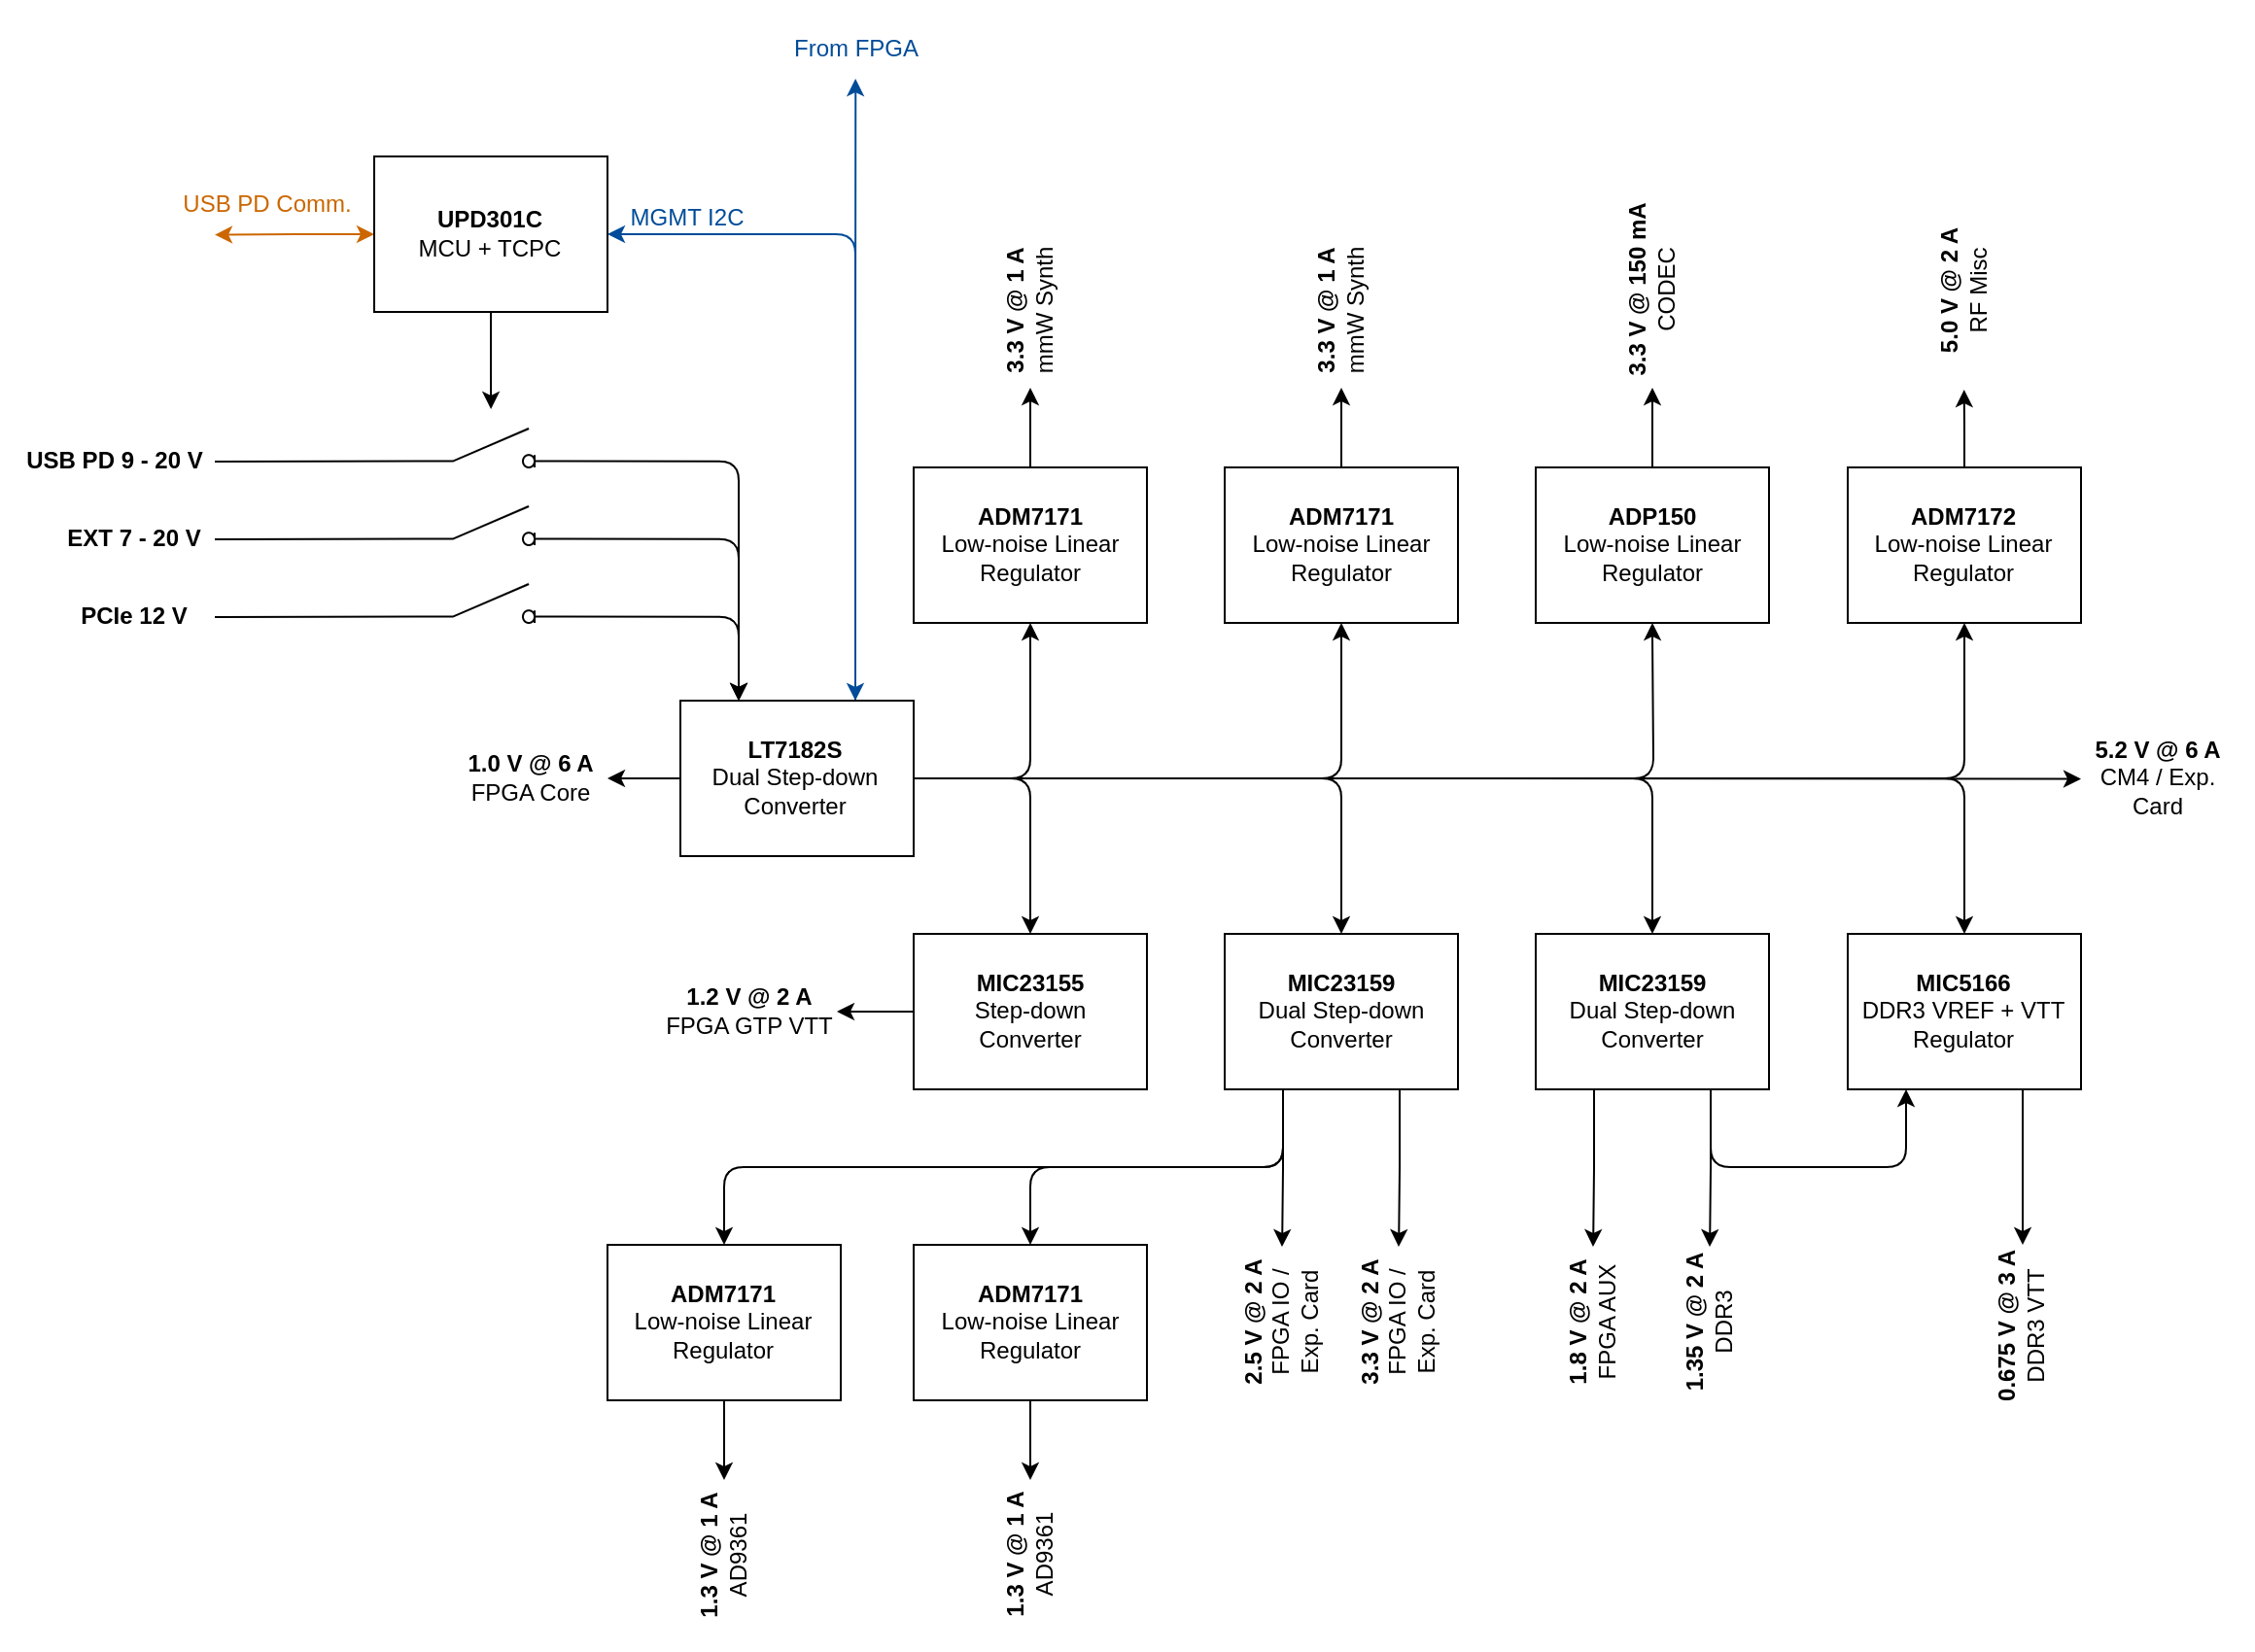 From FPGA
USB PD Comm.
UPD301C
MCU + TCPC
MGMT I2C
3.3 V @ 1 A
mmW Synth
3.3 V @ 1 A
mmW Synth
3.3 V @ 150 mA
CODEC
5.0 V @ 2 A
RF Misc
USB PD 9 - 20 V
EXT 7 - 20 V
PCIe 12 V
ADM7171
Low-noise Linear
Regulator
ADM7171
Low-noise Linear
Regulator
ADP150
Low-noise Linear
Regulator
ADM7172
Low-noise Linear
Regulator
1.0 V @ 6 A
FPGA Core
LT7182S
Dual Step-down
Converter
5.2 V @ 6 A
CM4 / Exp.
Card
1.2 V @ 2 A
FPGA GTP VTT
MIC23155
Step-down
Converter
MIC23159
Dual Step-down
Converter
MIC23159
Dual Step-down
Converter
MIC5166
DDR3 VREF + VTT
Regulator
ADM7171
Low-noise Linear
Regulator
ADM7171
Low-noise Linear
Regulator
2.5 V @ 2 A
FPGA IO /
Exp. Card
3.3 V @ 2 A
FPGA IO /
Exp. Card
1.8 V @ 2 A
FPGA AUX
1.35 V @ 2 A
DDR3
0.675 V @ 3 A
DDR3 VTT
1.3 V @ 1 A
AD9361
1.3 V @ 1 A
AD9361